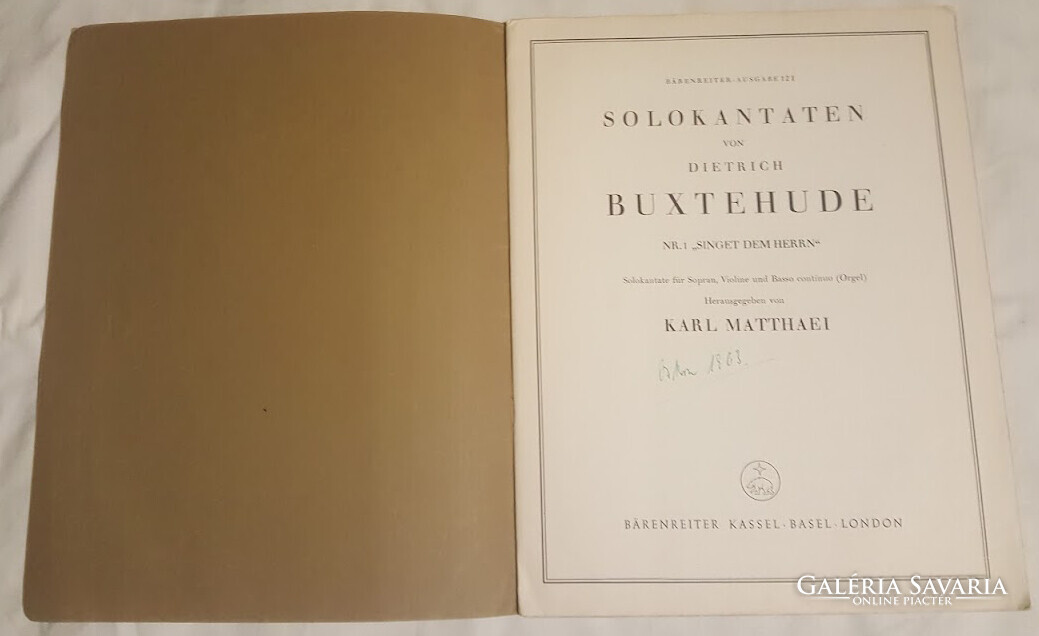 BÄRENREITER-AUSGABE 121
SOLOKANTATEN
VON
DIETRICH
BUXTEHUDE
NR. 1 „SINGET DEM HERRN“
Solokantate für Sopran, Violine und Basso continuo (Orgel)
Herausgegeben von
KARL MATTHAEI
1963
BÄRENREITER KASSEL · BASEL · LONDON
GALÉRIA SAVARIA
ONLINE PIACTÉR